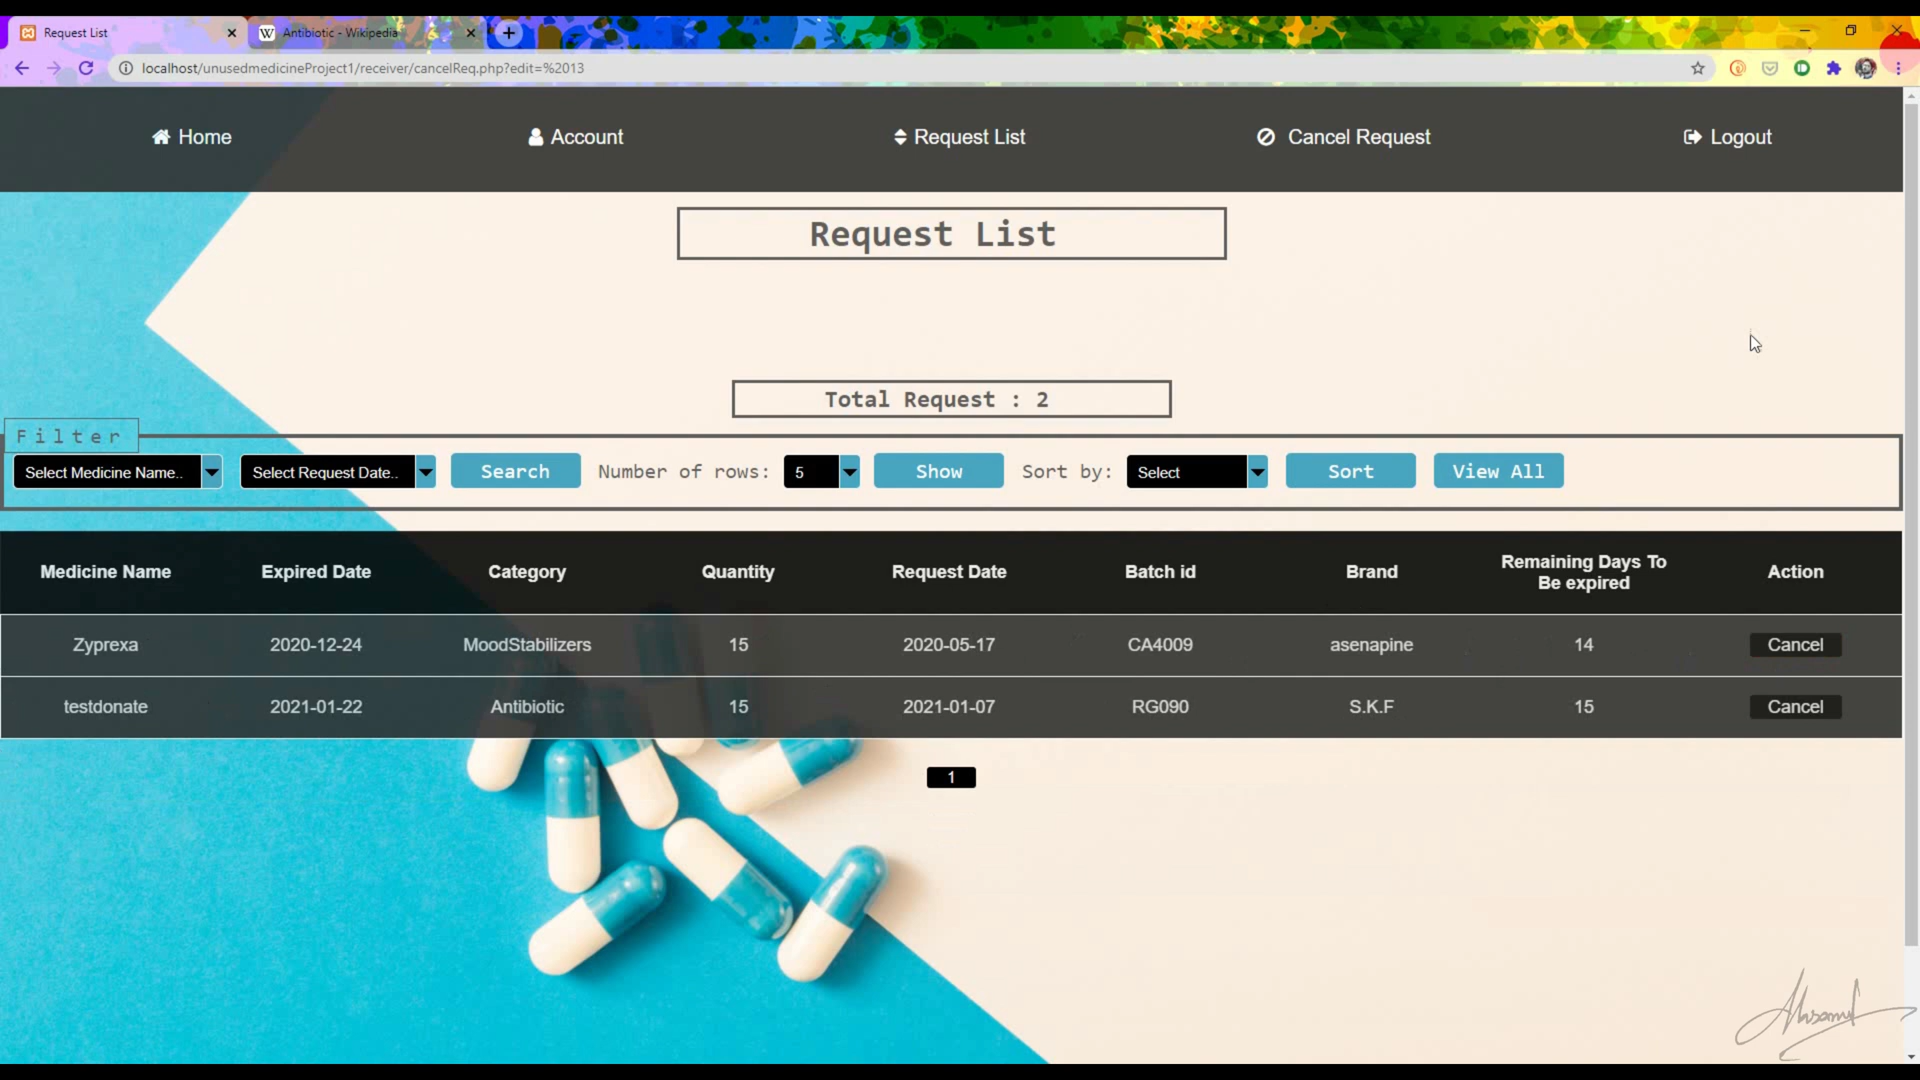 Request List
Antibiotic - Wikipedia
localhost/unusedmedicineProject1/receiver/cancelReq.php?edit=%2013
Home Account Request List Cancel Request Logout
Request List
Total Request : 2
Filter
Select Medicine Name.. Select Request Date.. Search Number of rows: 5 Show Sort by: Select Sort View All
Medicine Name Expired Date Category Quantity Request Date Batch id Brand Remaining Days To Be expired Action
Zyprexa 2020-12-24 MoodStabilizers 15 2020-05-17 CA4009 asenapine 14 Cancel
testdonate 2021-01-22 Antibiotic 15 2021-01-07 RG090 S.K.F 15 Cancel
1